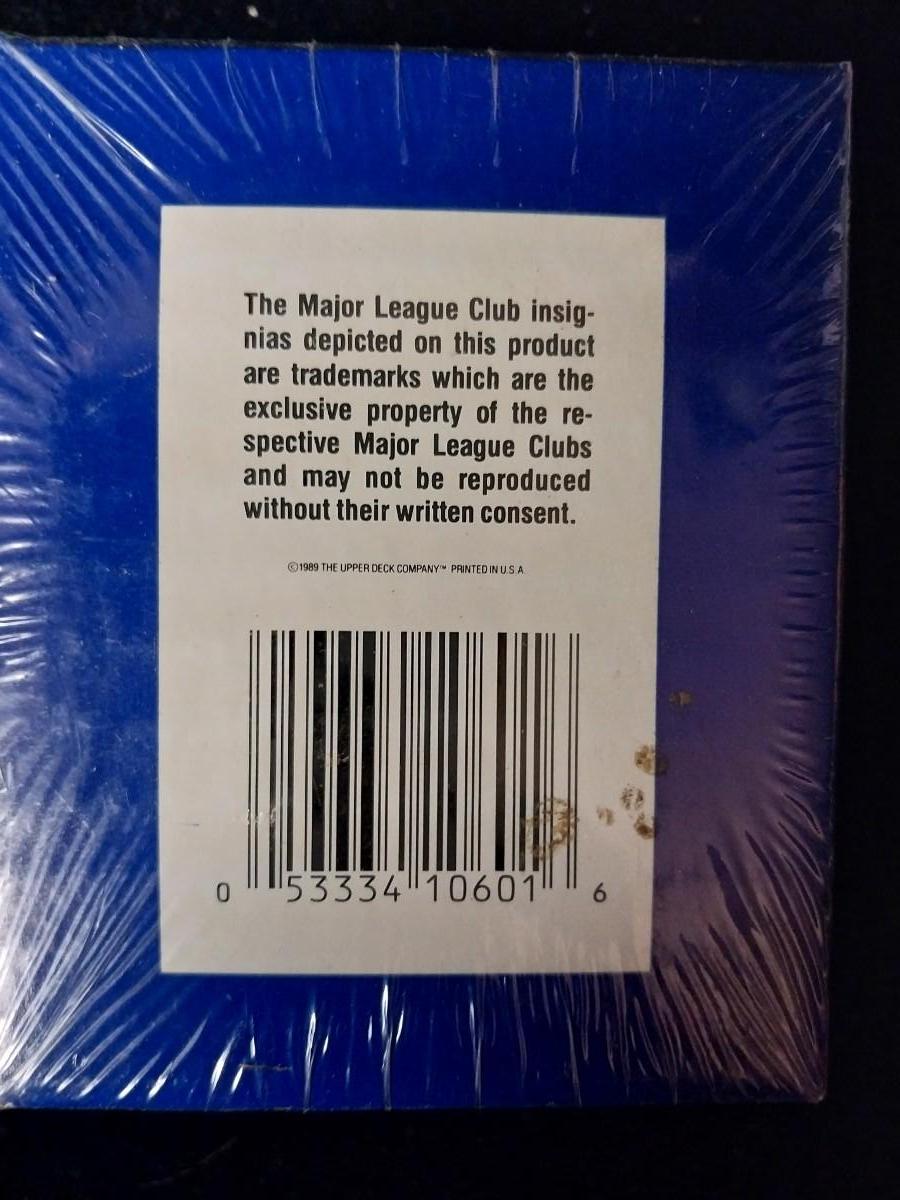 The Major League Club insig-
nias depicted on this product
are trademarks which are the
exclusive property of the re-
spective Major League Clubs
and may not be reproduced
without their written consent.
©1989 THE UPPER DECK COMPANY™ PRINTED IN U.S.A.
0 53334 10601 6